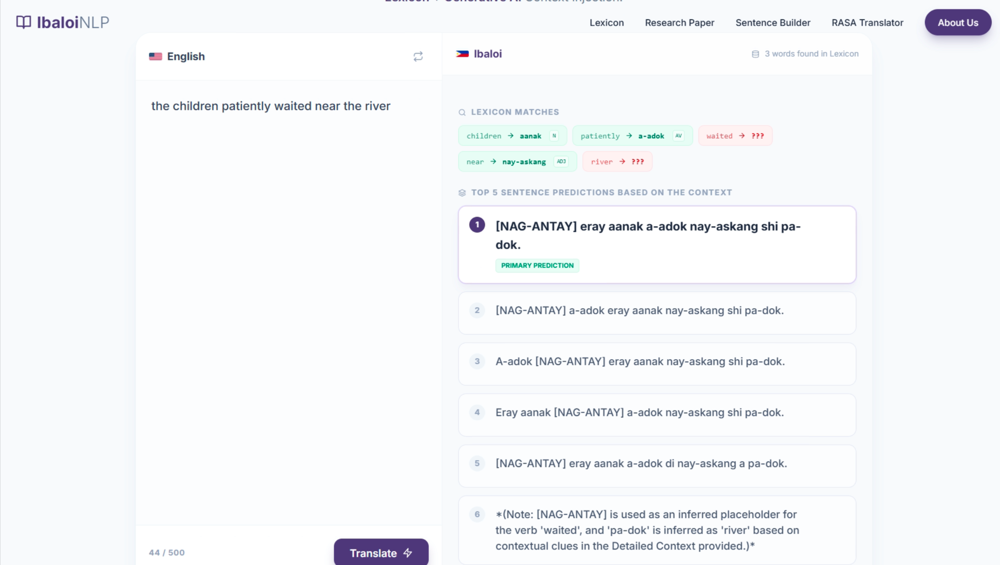 Lexicon + Generative AI Context Injection.
IbaloiNLP
Lexicon
Research Paper
Sentence Builder
RASA Translator
About Us
English
the children patiently waited near the river
44 / 500
Translate
Ibaloi
3 words found in Lexicon
LEXICON MATCHES
children → aanak N
patiently → a-adok AV
waited → ???
near → nay-askang ADJ
river → ???
TOP 5 SENTENCE PREDICTIONS BASED ON THE CONTEXT
1
[NAG-ANTAY] eray aanak a-adok nay-askang shi pa-
dok.
PRIMARY PREDICTION
2
[NAG-ANTAY] a-adok eray aanak nay-askang shi pa-dok.
3
A-adok [NAG-ANTAY] eray aanak nay-askang shi pa-dok.
4
Eray aanak [NAG-ANTAY] a-adok nay-askang shi pa-dok.
5
[NAG-ANTAY] eray aanak a-adok di nay-askang a pa-dok.
6
*(Note: [NAG-ANTAY] is used as an inferred placeholder for
the verb 'waited', and 'pa-dok' is inferred as 'river' based on
contextual clues in the Detailed Context provided.)*